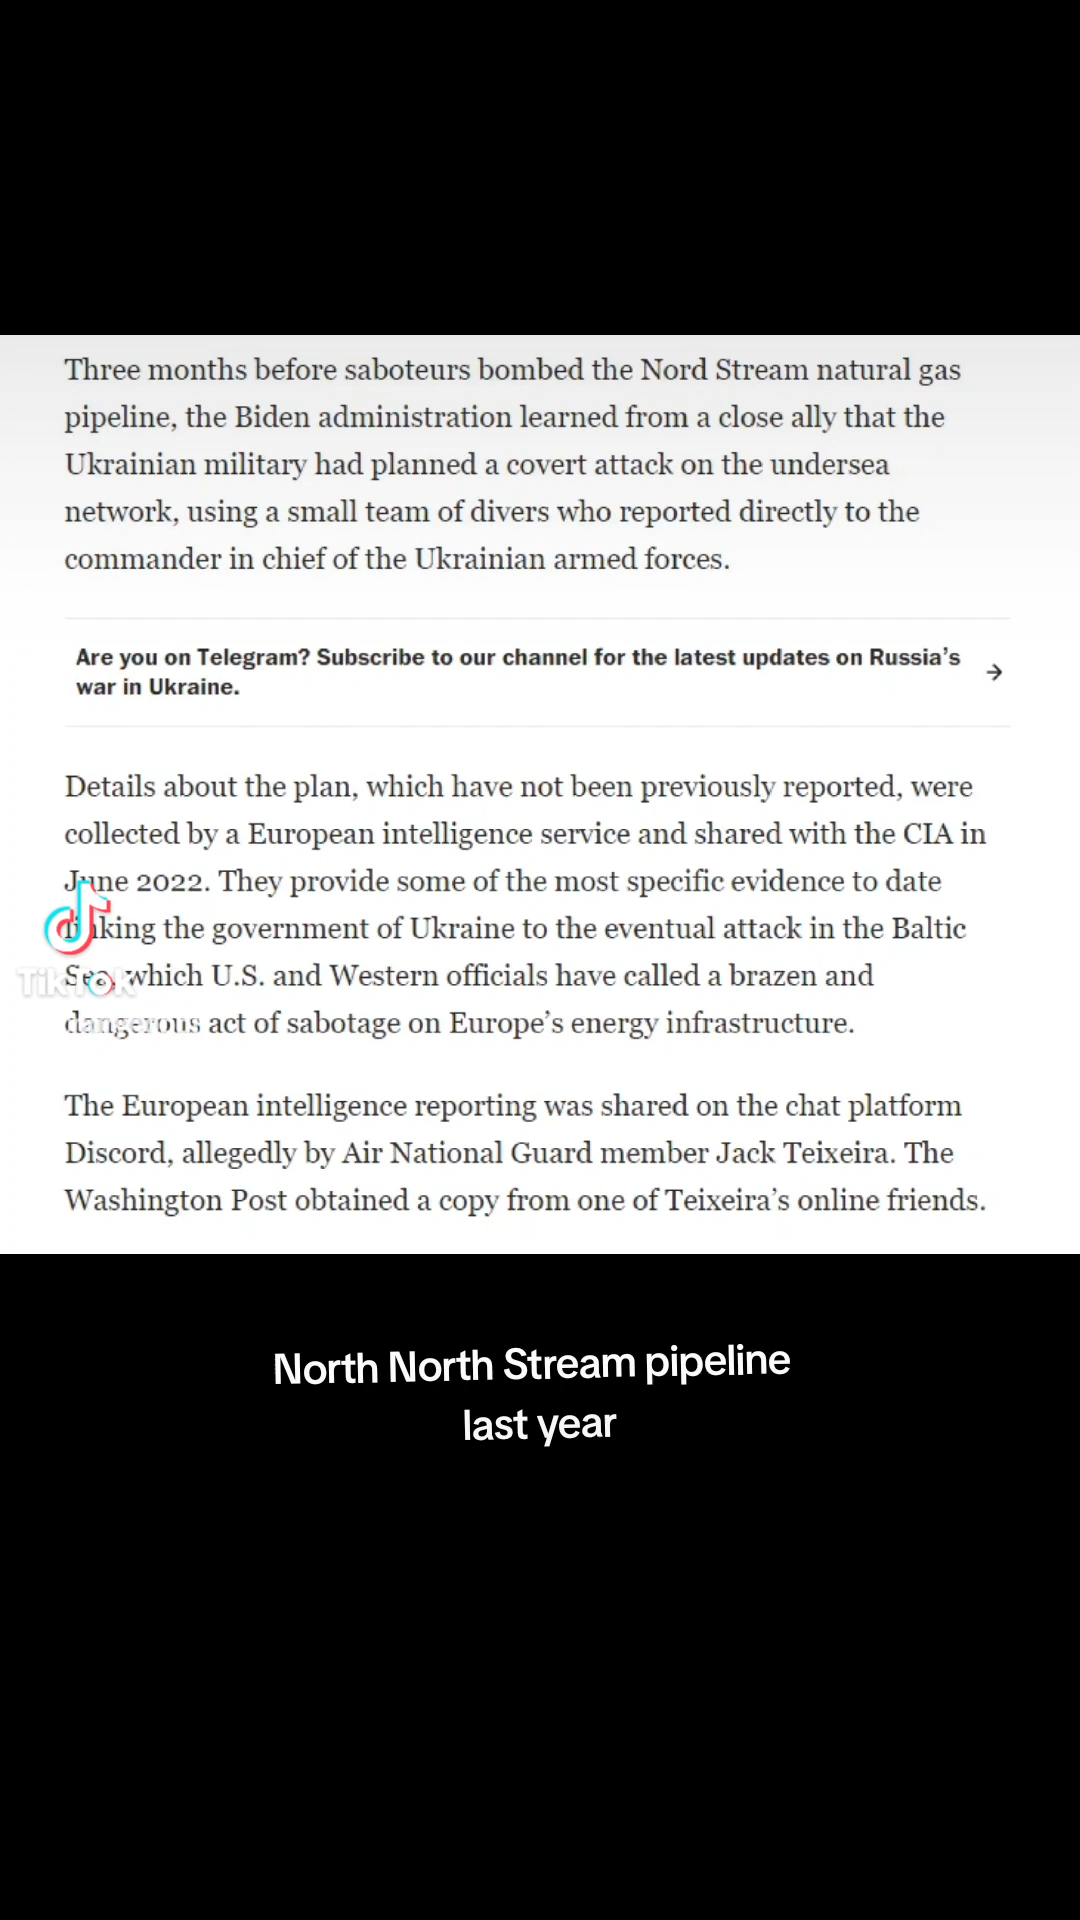 Three months before saboteurs bombed the Nord Stream natural gas
pipeline, the Biden administration learned from a close ally that the
Ukrainian military had planned a covert attack on the undersea
network, using a small team of divers who reported directly to the
commander in chief of the Ukrainian armed forces.
Are you on Telegram? Subscribe to our channel for the latest updates on Russia's
war in Ukraine.
Details about the plan, which have not been previously reported, were
collected by a European intelligence service and shared with the CIA in
June 2022. They provide some of the most specific evidence to date
linking the government of Ukraine to the eventual attack in the Baltic
Sea, which U.S. and Western officials have called a brazen and
dangerous act of sabotage on Europe's energy infrastructure.
TikTok
The European intelligence reporting was shared on the chat platform
Discord, allegedly by Air National Guard member Jack Teixeira. The
Washington Post obtained a copy from one of Teixeira's online friends.
North North Stream pipeline
last year